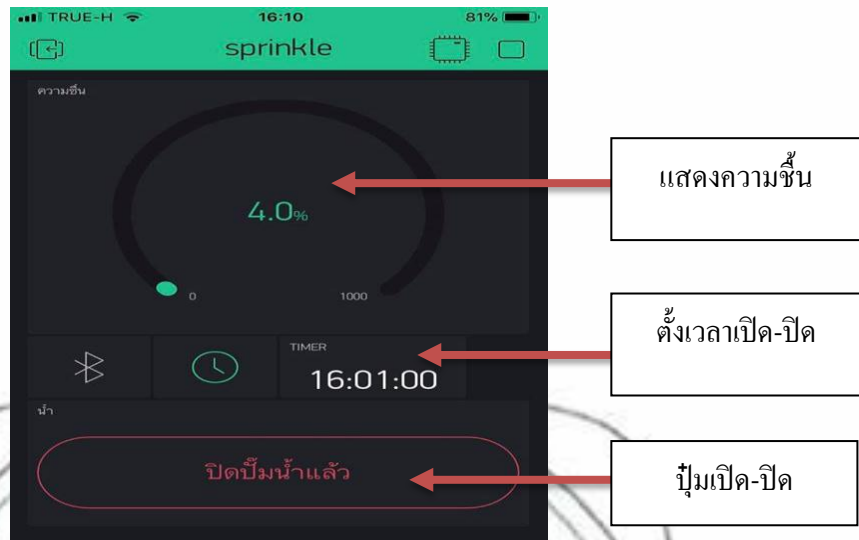 TRUE-H 16:10 81%
sprinkle
ความชื้น
4.0%
0 1000
แสดงความชื้น
TIMER
16:01:00
ตั้งเวลาเปิด-ปิด
น้ำ
ปิดปั๊มน้ำแล้ว
ปุ๋มเปิด-ปิด